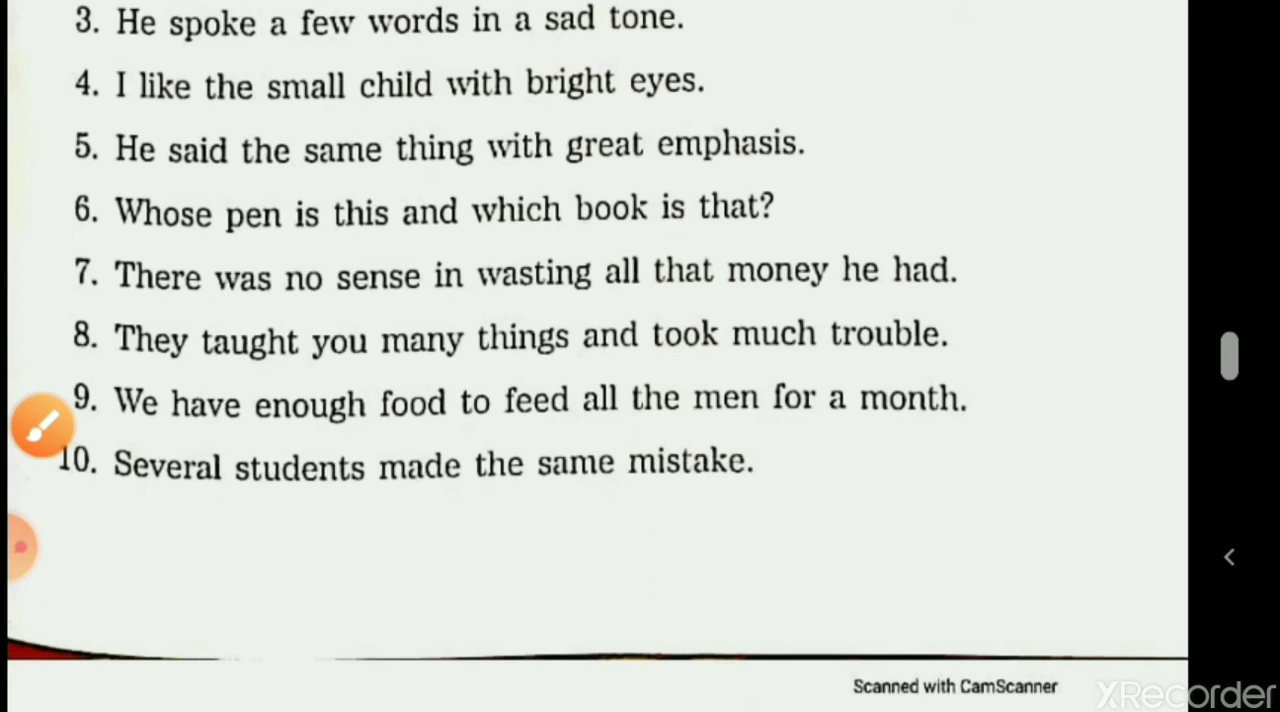 3. He spoke a few words in a sad tone.
4. I like the small child with bright eyes.
5. He said the same thing with great emphasis.
6. Whose pen is this and which book is that?
7. There was no sense in wasting all that money he had.
8. They taught you many things and took much trouble.
9. We have enough food to feed all the men for a month.
10. Several students made the same mistake.
Scanned with CamScanner
XRecorder